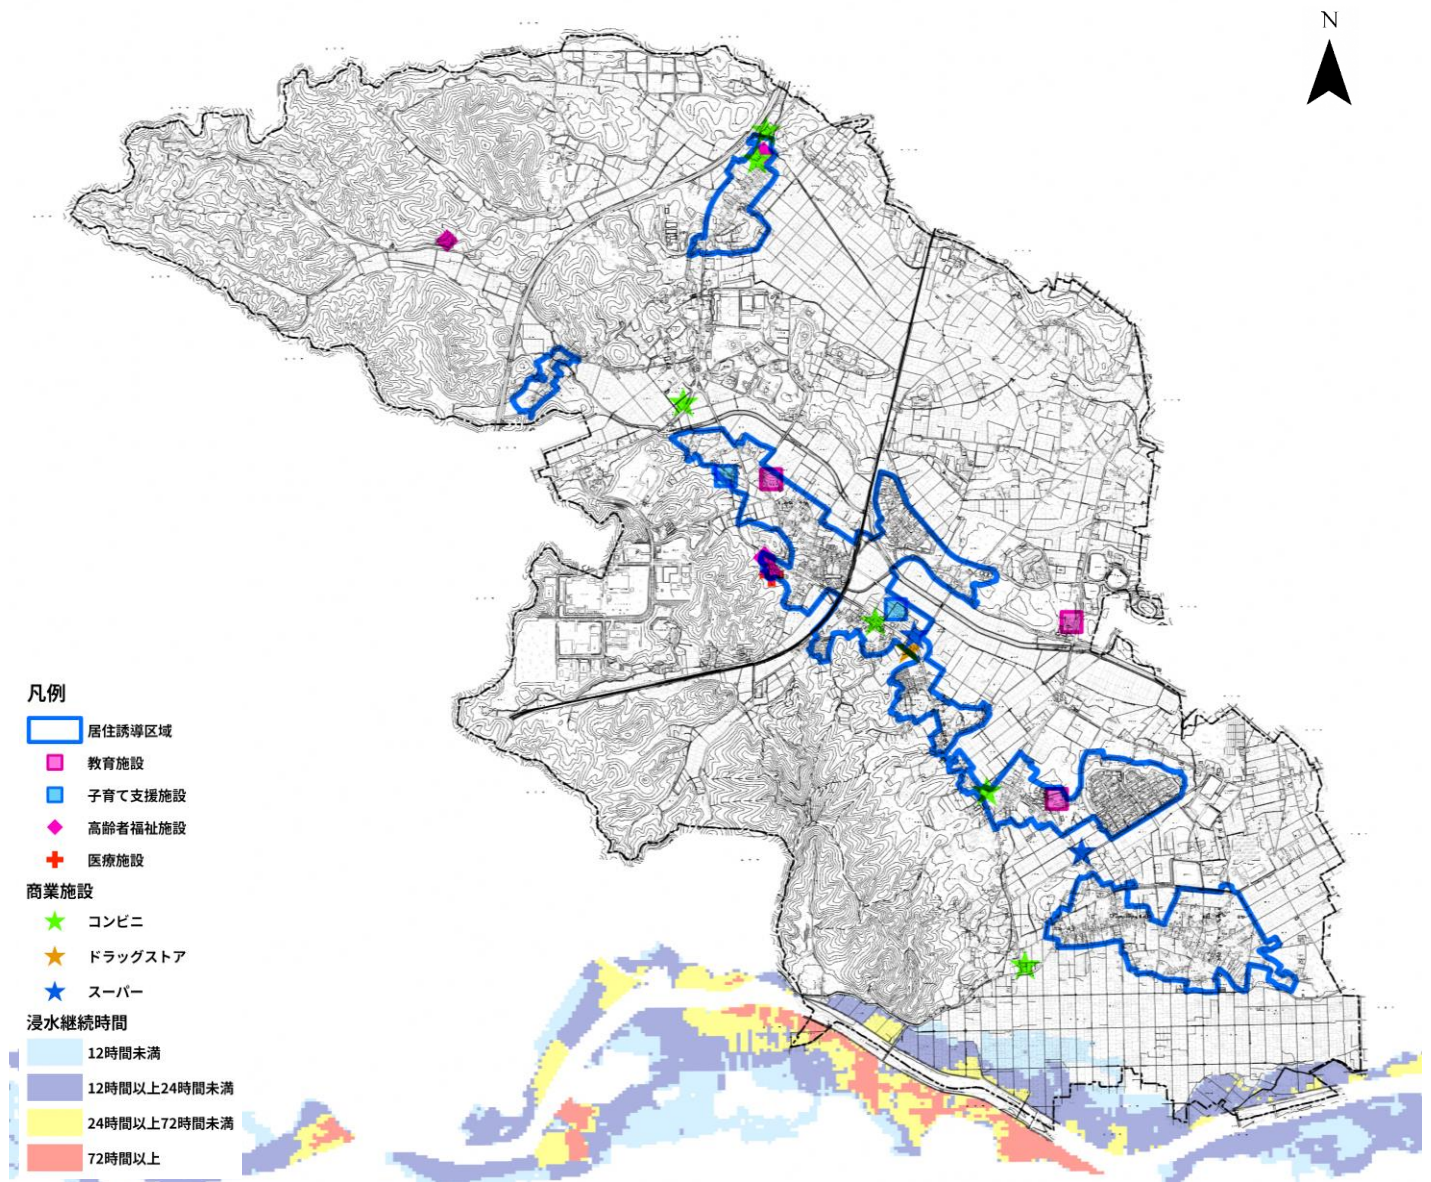 N
凡例
居住誘導区域
教育施設
子育て支援施設
高齢者福祉施設
医療施設
商業施設
コンビニ
ドラッグストア
スーパー
浸水継続時間
12時間未満
12時間以上24時間未満
24時間以上72時間未満
72時間以上